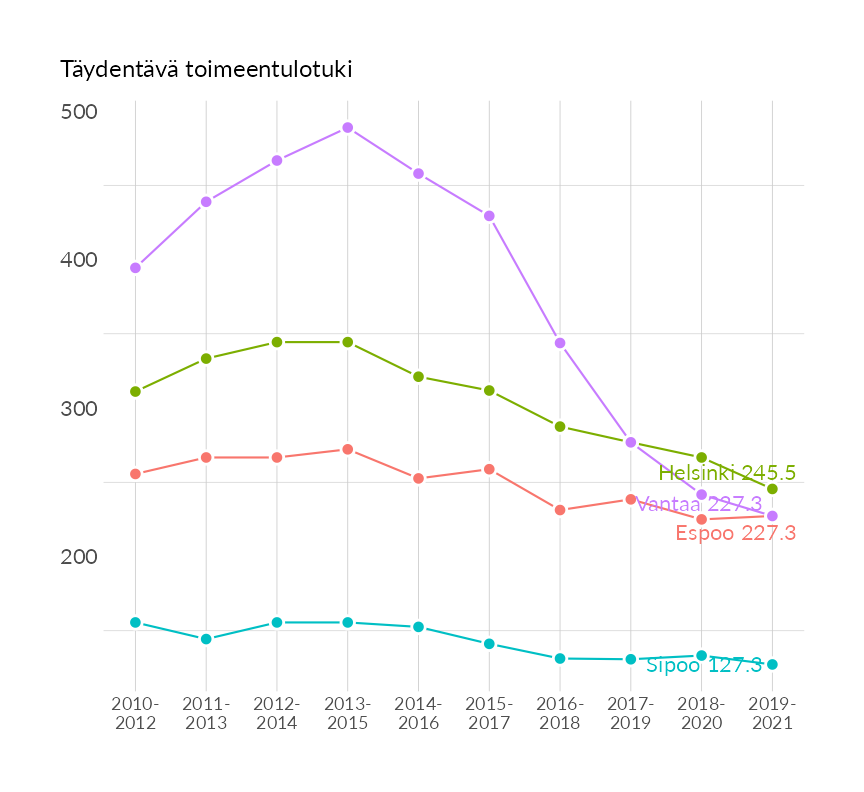 Täydentävä toimeentulotuki
500
400
300
200
Helsinki 245.5
Vantaa 227.3
Espoo 227.3
Sipoo 127.3
2010- 2011- 2012- 2013- 2014- 2015- 2016- 2017- 2018- 2019-
2012 2013 2014 2015 2016 2017 2018 2019 2020 2021